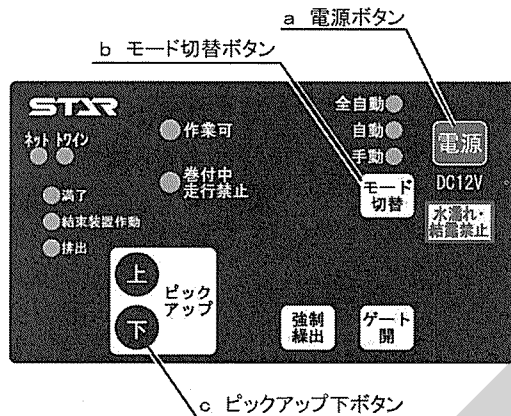 a 電源ボタン
b モード切替ボタン
STAR
ネット トワイン
作業可
全自動
自動
手動
電源
満了
結束装置作動
排出
巻付中
走行禁止
モード
切替
DC12V
水濡れ・
結露禁止
上
下
ピック
アップ
強制
繰出
ゲート
開
c ピックアップ下ボタン